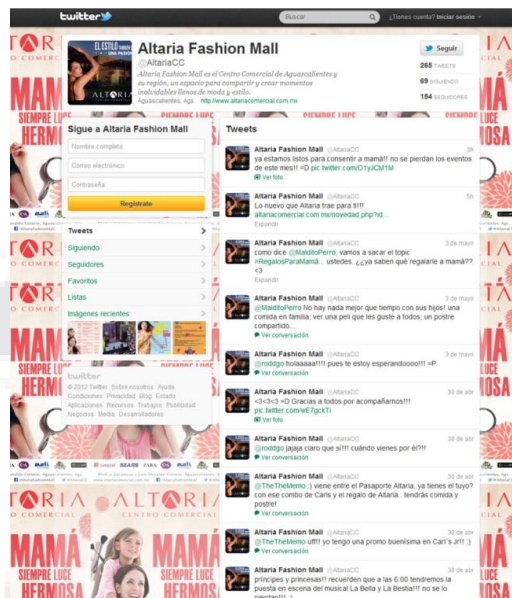 twitter
Buscar
¿Tienes cuenta? Iniciar sesión
EL ESTILO TAMBIÉN ES
UNA PASIÓN
ALTARIA
Altaria Fashion Mall
@AltariaCC
Altaria Fashion Mall es el Centro Comercial de Aguascalientes y
su región, un espacio para compartir y crear momentos
inolvidables llenos de moda y estilo.
Aguascalientes, Ags · http://www.altariacomercial.com.mx
Seguir
265 TWEETS
69 SIGUIENDO
154 SEGUIDORES
Sigue a Altaria Fashion Mall
Nombre completo
Correo electrónico
Contraseña
Regístrate
Tweets
Siguiendo
Seguidores
Favoritos
Listas
Imágenes recientes
twitter
© 2012 Twitter Sobre nosotros Ayuda
Condiciones Privacidad Blog Estado
Aplicaciones Recursos Trabajos Publicidad
Negocios Media Desarrolladores
Tweets
Altaria Fashion Mall @AltariaCC 3h
ya estamos listos para consentir a mamá!! no se pierdan los eventos
de este mes!! =D pic.twitter.com/O1yJCM1M
Ver foto
Altaria Fashion Mall @AltariaCC 5h
Lo nuevo que Altaria trae para ti!!!
altariacomercial.com.mx/novedad.php?id...
Expandir
Altaria Fashion Mall @AltariaCC 3 de mayo
como dice @MalditoPerro, vamos a sacar el topic
#RegalosParaMamá... ustedes, ¿¿ya saben qué regalarle a mamá??
<3
Expandir
Altaria Fashion Mall @AltariaCC 3 de mayo
@MalditoPerro No hay nada mejor que tiempo con sus hijos! una
comida en familia, ver una peli que les guste a todos, un postre
compartido.
Ver conversación
Altaria Fashion Mall @AltariaCC 3 de mayo
@roddgo holaaaaa!!!! pues te estoy esperandoooo!!! =P
Ver conversación
Altaria Fashion Mall @AltariaCC 30 de abr
<3<3<3 =D Gracias a todos por acompañarnos!!!
pic.twitter.com/wE7gckTi
Ver foto
Altaria Fashion Mall @AltariaCC 30 de abr
@roddgo jajaja claro que sí!!! cuándo vienes por él?!!
Ver conversación
Altaria Fashion Mall @AltariaCC 30 de abr
@TheTheMemo :) viene entre el Pasaporte Altaria, ya tienes el tuyo?
con ese combo de Carls y el regalo de Altaria.. tendrás comida y
postre!
Ver conversación
Altaria Fashion Mall @AltariaCC 30 de abr
@TheTheMemo uff!! yo tengo una promo buenísima en Carl's Jr!! :)
Ver conversación
Altaria Fashion Mall @AltariaCC 30 de abr
príncipes y princesas!! recuerden que a las 6:00 tendremos la
puesta en escena del musical La Bella y La Bestia!!! no se lo
pierdan!!! :)
ALTARIA
CENTRO COMERCIAL
MAMÁ
SIEMPRE LUCE
HERMOSA